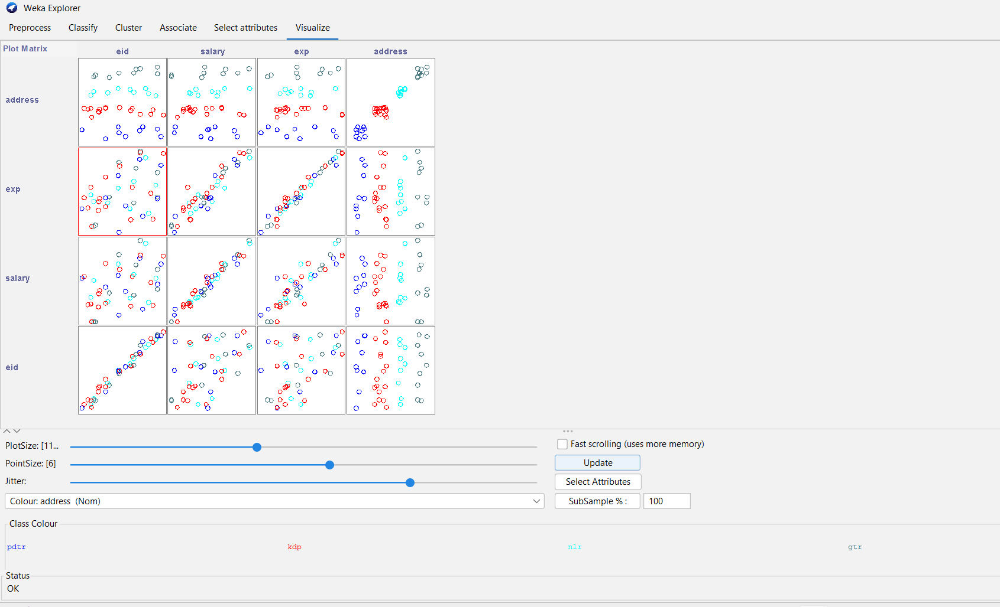 Weka Explorer
Preprocess Classify Cluster Associate Select attributes Visualize
Plot Matrix
eid salary exp address
address
exp
salary
eid
PlotSize: [11...
Fast scrolling (uses more memory)
PointSize: [6]
Update
Jitter:
Select Attributes
Colour: address (Nom)
SubSample % : 100
Class Colour
pdtr kdp nlr gtr
Status
OK